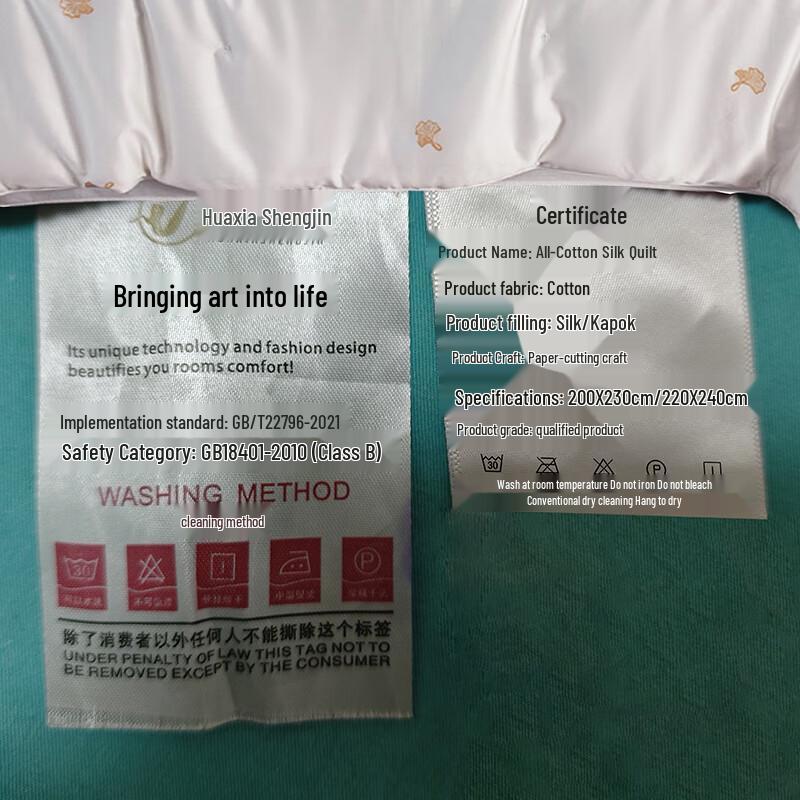 Huaxia Shengjin
Bringing art into life
Its unique technology and fashion design
beautifies you rooms comfort!
Implementation standard: GB/T22796-2021
Safety Category: GB18401-2010 (Class B)
WASHING METHOD
cleaning method
30
P
除了消费者以外任何人不能撕除这个标签
UNDER PENALTY OF LAW THIS TAG NOT TO
BE REMOVED EXCEPT BY THE CONSUMER
Certificate
Product Name: All-Cotton Silk Quilt
Product fabric: Cotton
Product filling: Silk/Kapok
Product Craft: Paper-cutting craft
Specifications: 200X230cm/220X240cm
Product grade: qualified product
30
P
Wash at room temperature Do not iron Do not bleach
Conventional dry cleaning Hang to dry